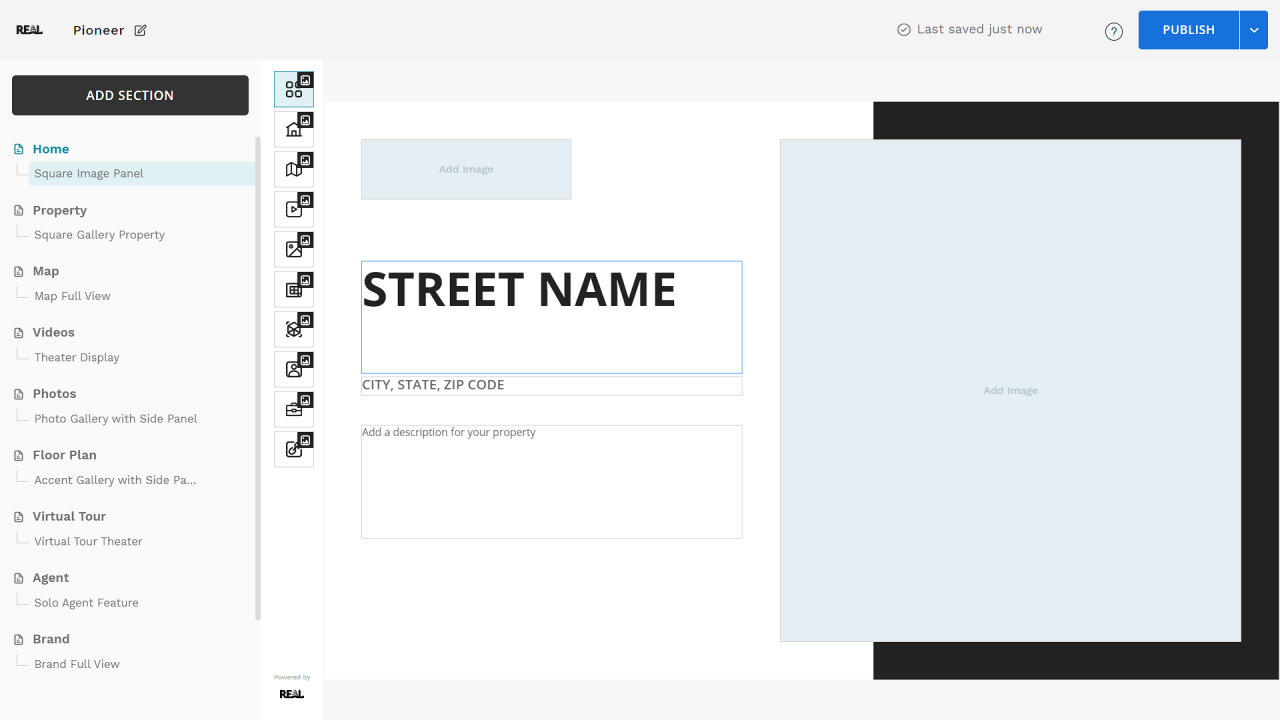 REAL
Pioneer
Last saved just now
?
PUBLISH
ADD SECTION
Home
Square Image Panel
Property
Square Gallery Property
Map
Map Full View
Videos
Theater Display
Photos
Photo Gallery with Side Panel
Floor Plan
Accent Gallery with Side Pa...
Virtual Tour
Virtual Tour Theater
Agent
Solo Agent Feature
Brand
Brand Full View
Powered by
REAL
Add Image
STREET NAME
CITY, STATE, ZIP CODE
Add a description for your property
Add Image